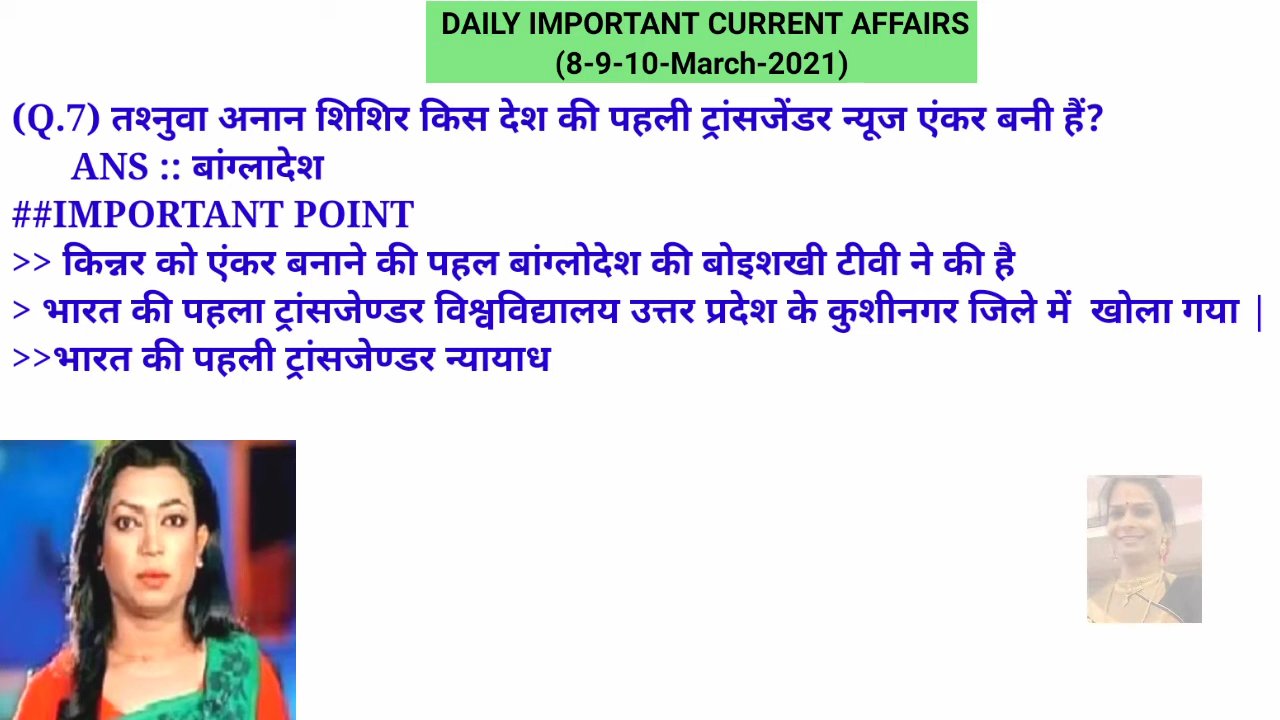 DAILY IMPORTANT CURRENT AFFAIRS
(8-9-10-March-2021)
(Q.7) तश्नुवा अनान शिशिर किस देश की पहली ट्रांसजेंडर न्यूज एंकर बनी हैं?
ANS :: बांग्लादेश
##IMPORTANT POINT
>> किन्नर को एंकर बनाने की पहल बांग्लोदेश की बोइशखी टीवी ने की है
> भारत की पहला ट्रांसजेण्डर विश्वविद्यालय उत्तर प्रदेश के कुशीनगर जिले में खोला गया |
>>भारत की पहली ट्रांसजेण्डर न्यायाध